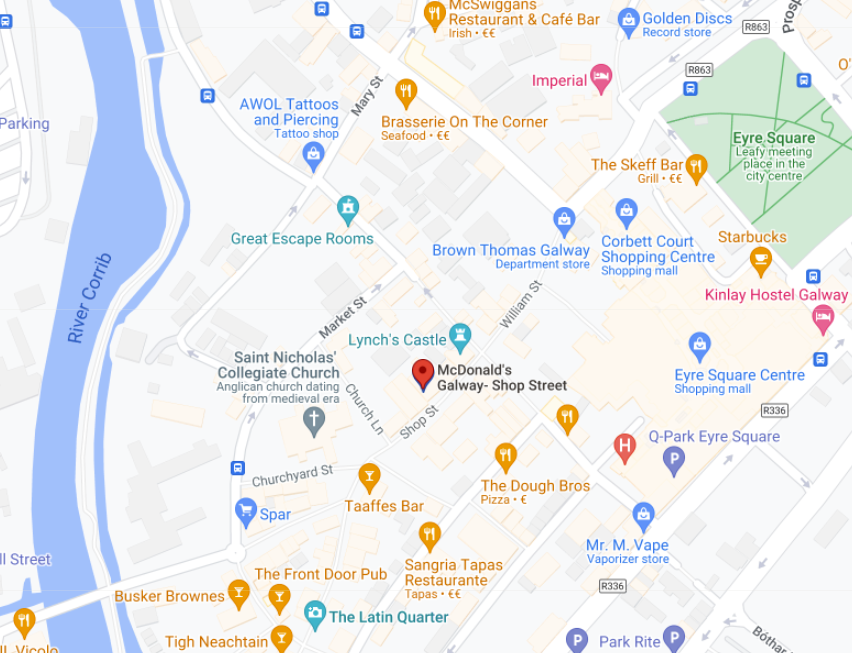 McSwiggans
Restaurant & Café Bar
Irish • €€
Golden Discs
Record store
R863
Prosp
R863
O'
Imperial
Mary St
Parking
AWOL Tattoos
and Piercing
Tattoo shop
Brasserie On The Corner
Seafood • €€
Eyre Square
Leafy meeting
place in the
city centre
The Skeff Bar
Grill • €€
Great Escape Rooms
Brown Thomas Galway
Department store
Corbett Court
Shopping Centre
Shopping mall
Starbucks
River Corrib
Kinlay Hostel Galway
Market St
William St
Lynch's Castle
Saint Nicholas'
Collegiate Church
Anglican church dating
from medieval era
McDonald's
Galway- Shop Street
Eyre Square Centre
Shopping mall
Church Ln
Shop St
R336
H
Q-Park Eyre Square
P
Churchyard St
Taaffes Bar
The Dough Bros
Pizza • €
Spar
Mr. M. Vape
Vaporizer store
ll Street
Sangria Tapas
Restaurante
Tapas • €€
The Front Door Pub
R336
Busker Brownes
The Latin Quarter
Tigh Neachtain
IL Vicolo
P
Park Rite
P
Bóthar